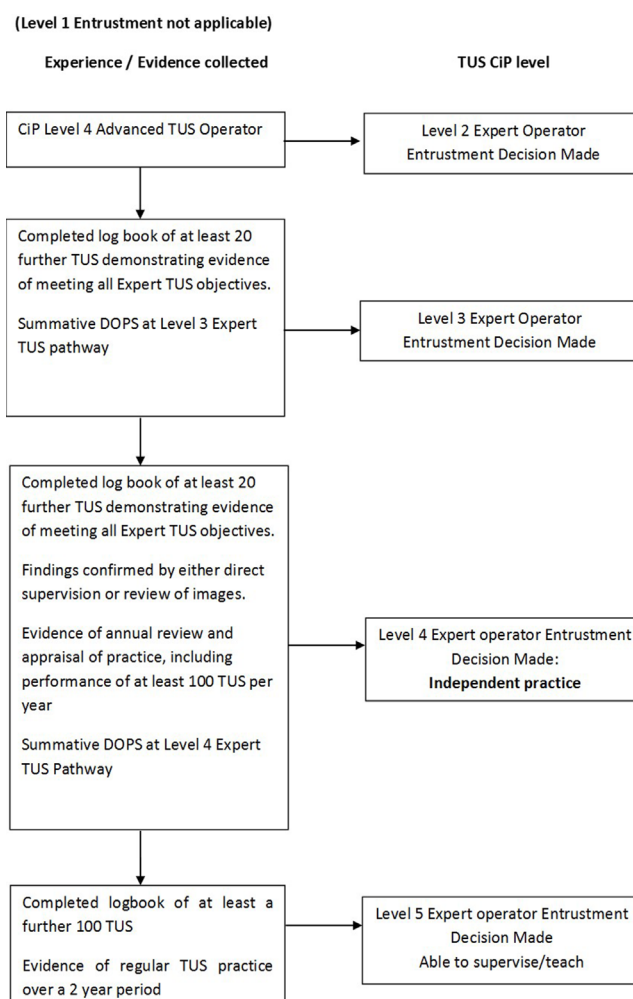 (Level 1 Entrustment not applicable)
Experience / Evidence collected
TUS CiP level
CiP Level 4 Advanced TUS Operator
Level 2 Expert Operator
Entrustment Decision Made
Completed log book of at least 20
further TUS demonstrating evidence
of meeting all Expert TUS objectives.
Summative DOPS at Level 3 Expert
TUS pathway
Level 3 Expert Operator
Entrustment Decision Made
Completed log book of at least 20
further TUS demonstrating evidence
of meeting all Expert TUS objectives.
Findings confirmed by either direct
supervision or review of images.
Evidence of annual review and
appraisal of practice, including
performance of at least 100 TUS per
year
Summative DOPS at Level 4 Expert
TUS Pathway
Level 4 Expert operator Entrustment
Decision Made:
Independent practice
Completed logbook of at least a
further 100 TUS
Evidence of regular TUS practice
over a 2 year period
Level 5 Expert operator Entrustment
Decision Made
Able to supervise/teach